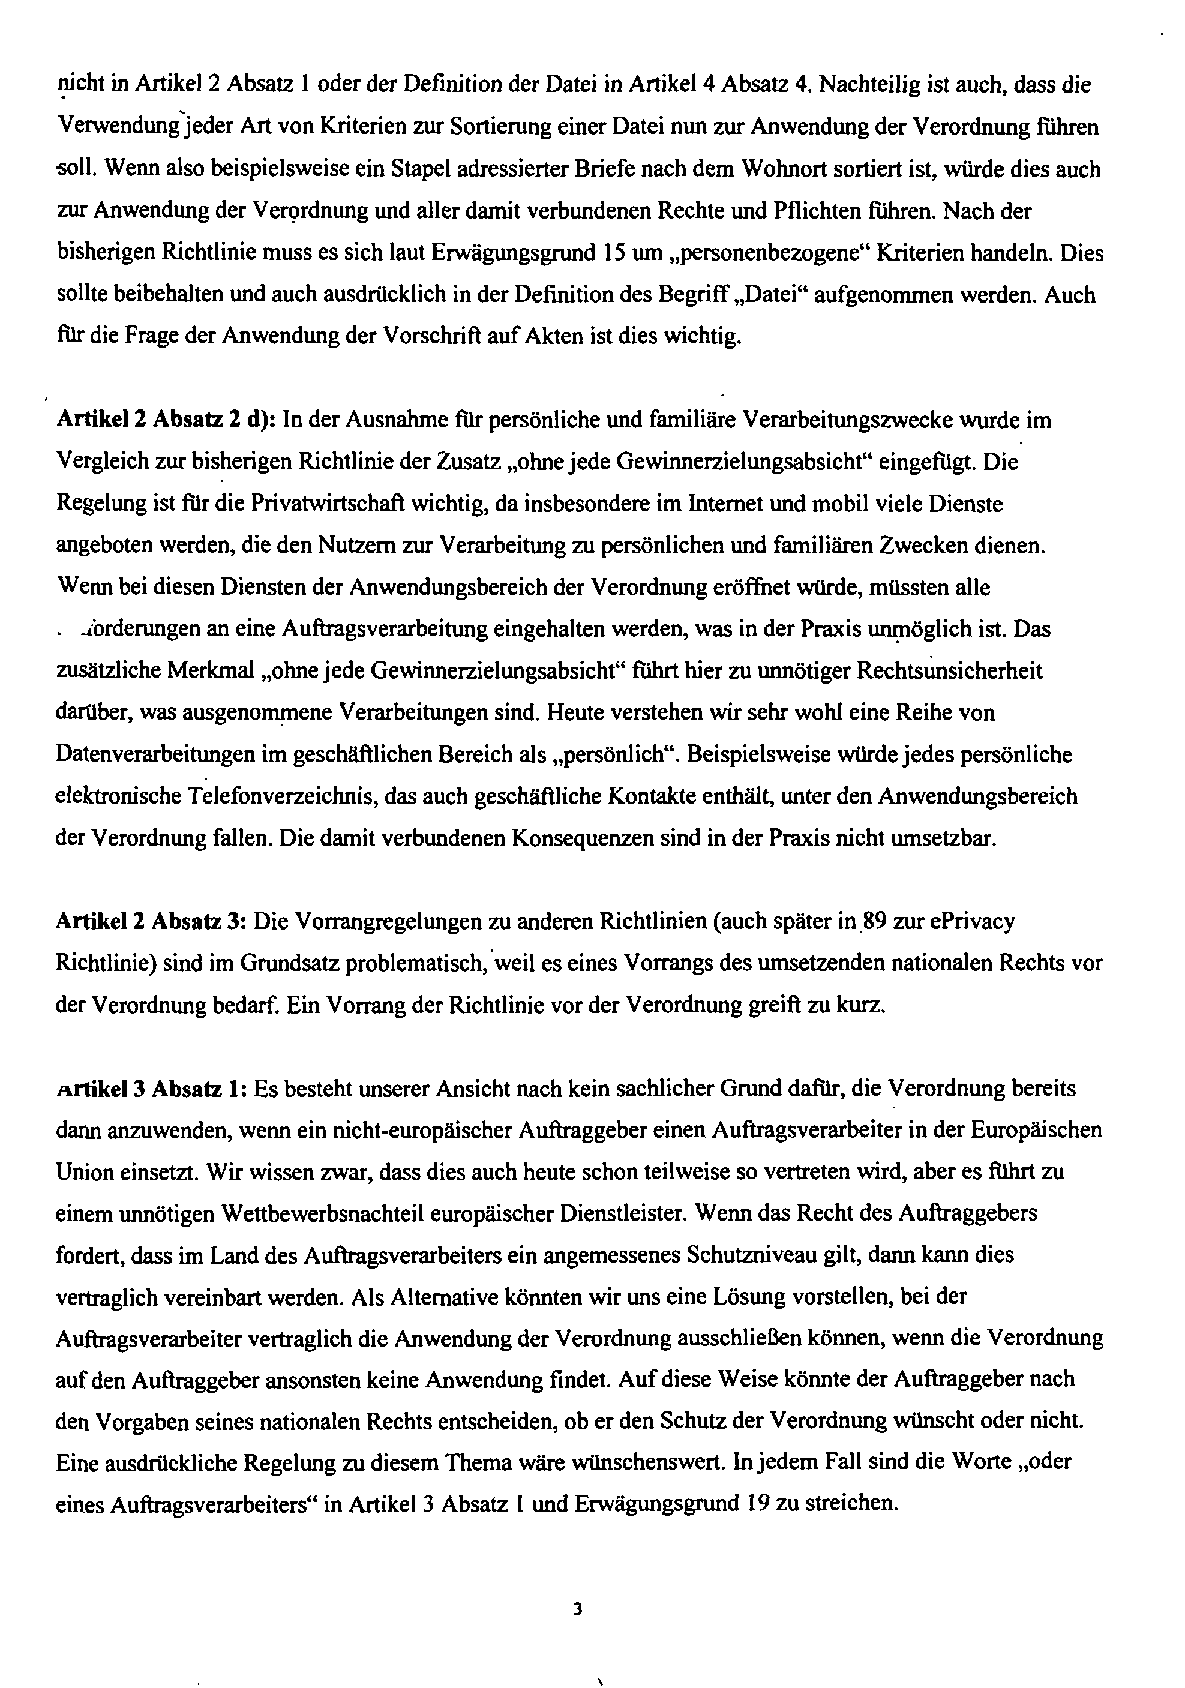 nicht in Artikel 2 Absatz 1 oder der Definition der Datei in Artikel 4 Absatz 4. Nachteilig ist auch, dass die
Verwendung jeder Art von Kriterien zur Sortierung einer Datei nun zur Anwendung der Verordnung führen
soll. Wenn also beispielsweise ein Stapel adressierter Briefe nach dem Wohnort sortiert ist, würde dies auch
zur Anwendung der Verordnung und aller damit verbundenen Rechte und Pflichten führen. Nach der
bisherigen Richtlinie muss es sich laut Erwägungsgrund 15 um „personenbezogene“ Kriterien handeln. Dies
sollte beibehalten und auch ausdrücklich in der Definition des Begriff „Datei“ aufgenommen werden. Auch
für die Frage der Anwendung der Vorschrift auf Akten ist dies wichtig.
Artikel 2 Absatz 2 d): In der Ausnahme für persönliche und familiäre Verarbeitungszwecke wurde im
Vergleich zur bisherigen Richtlinie der Zusatz „ohne jede Gewinnerzielungsabsicht“ eingefügt. Die
Regelung ist für die Privatwirtschaft wichtig, da insbesondere im Internet und mobil viele Dienste
angeboten werden, die den Nutzern zur Verarbeitung zu persönlichen und familiären Zwecken dienen.
Wenn bei diesen Diensten der Anwendungsbereich der Verordnung eröffnet würde, müssten alle
forderungen an eine Auftragsverarbeitung eingehalten werden, was in der Praxis unmöglich ist. Das
zusätzliche Merkmal „ohne jede Gewinnerzielungsabsicht“ führt hier zu unnötiger Rechtsunsicherheit
darüber, was ausgenommene Verarbeitungen sind. Heute verstehen wir sehr wohl eine Reihe von
Datenverarbeitungen im geschäftlichen Bereich als „persönlich“. Beispielsweise würde jedes persönliche
elektronische Telefonverzeichnis, das auch geschäftliche Kontakte enthält, unter den Anwendungsbereich
der Verordnung fallen. Die damit verbundenen Konsequenzen sind in der Praxis nicht umsetzbar.
Artikel 2 Absatz 3: Die Vorrangregelungen zu anderen Richtlinien (auch später in 89 zur ePrivacy
Richtlinie) sind im Grundsatz problematisch, weil es eines Vorrangs des umsetzenden nationalen Rechts vor
der Verordnung bedarf. Ein Vorrang der Richtlinie vor der Verordnung greift zu kurz.
Artikel 3 Absatz 1: Es besteht unserer Ansicht nach kein sachlicher Grund dafür, die Verordnung bereits
dann anzuwenden, wenn ein nicht-europäischer Auftraggeber einen Auftragsverarbeiter in der Europäischen
Union einsetzt. Wir wissen zwar, dass dies auch heute schon teilweise so vertreten wird, aber es führt zu
einem unnötigen Wettbewerbsnachteil europäischer Dienstleister. Wenn das Recht des Auftraggebers
fordert, dass im Land des Auftragsverarbeiters ein angemessenes Schutzniveau gilt, dann kann dies
vertraglich vereinbart werden. Als Alternative könnten wir uns eine Lösung vorstellen, bei der
Auftragsverarbeiter vertraglich die Anwendung der Verordnung ausschließen können, wenn die Verordnung
auf den Auftraggeber ansonsten keine Anwendung findet. Auf diese Weise könnte der Auftraggeber nach
den Vorgaben seines nationalen Rechts entscheiden, ob er den Schutz der Verordnung wünscht oder nicht.
Eine ausdrückliche Regelung zu diesem Thema wäre wünschenswert. In jedem Fall sind die Worte „oder
eines Auftragsverarbeiters“ in Artikel 3 Absatz 1 und Erwägungsgrund 19 zu streichen.
3